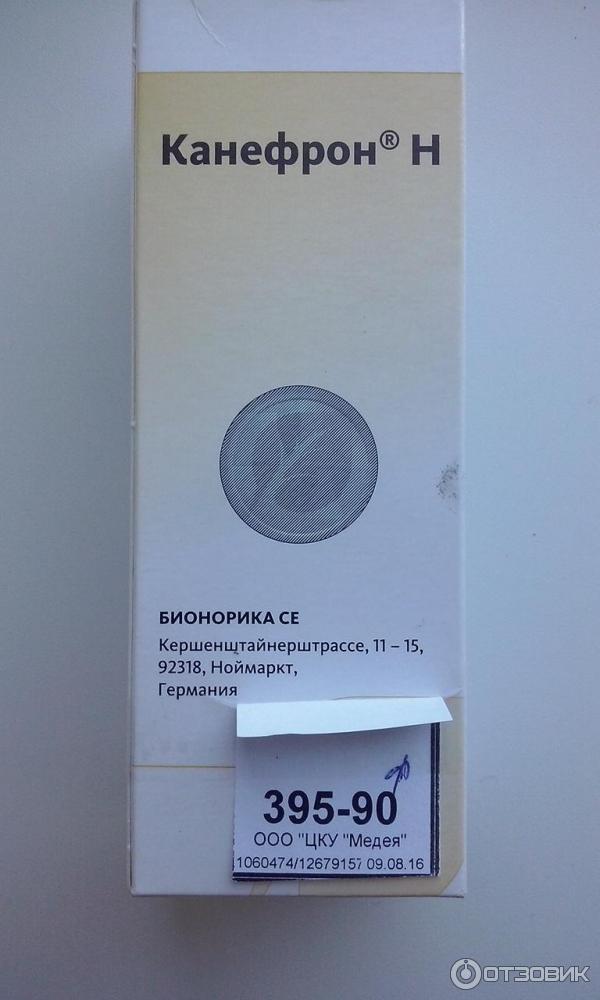 Канефрон® Н
БИОНОРИКА СЕ
Кершенштайнерштрассе, 11 – 15,
92318, Ноймаркт,
Германия
395-90
ООО "ЦКУ "Медея"
1060474/12679157 09.08.16
ОТЗОВИК